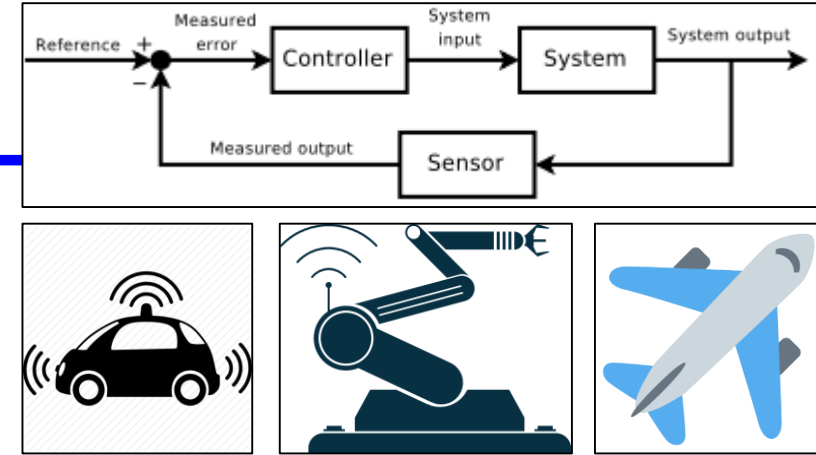 Reference
+
−
Measured
error
Controller
System
input
System
System output
Measured output
Sensor